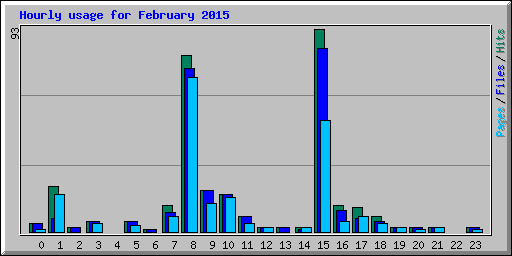 Hourly usage for February 2015
93
Pages / Files / Hits
0 1 2 3 4 5 6 7 8 9 10 11 12 13 14 15 16 17 18 19 20 21 22 23